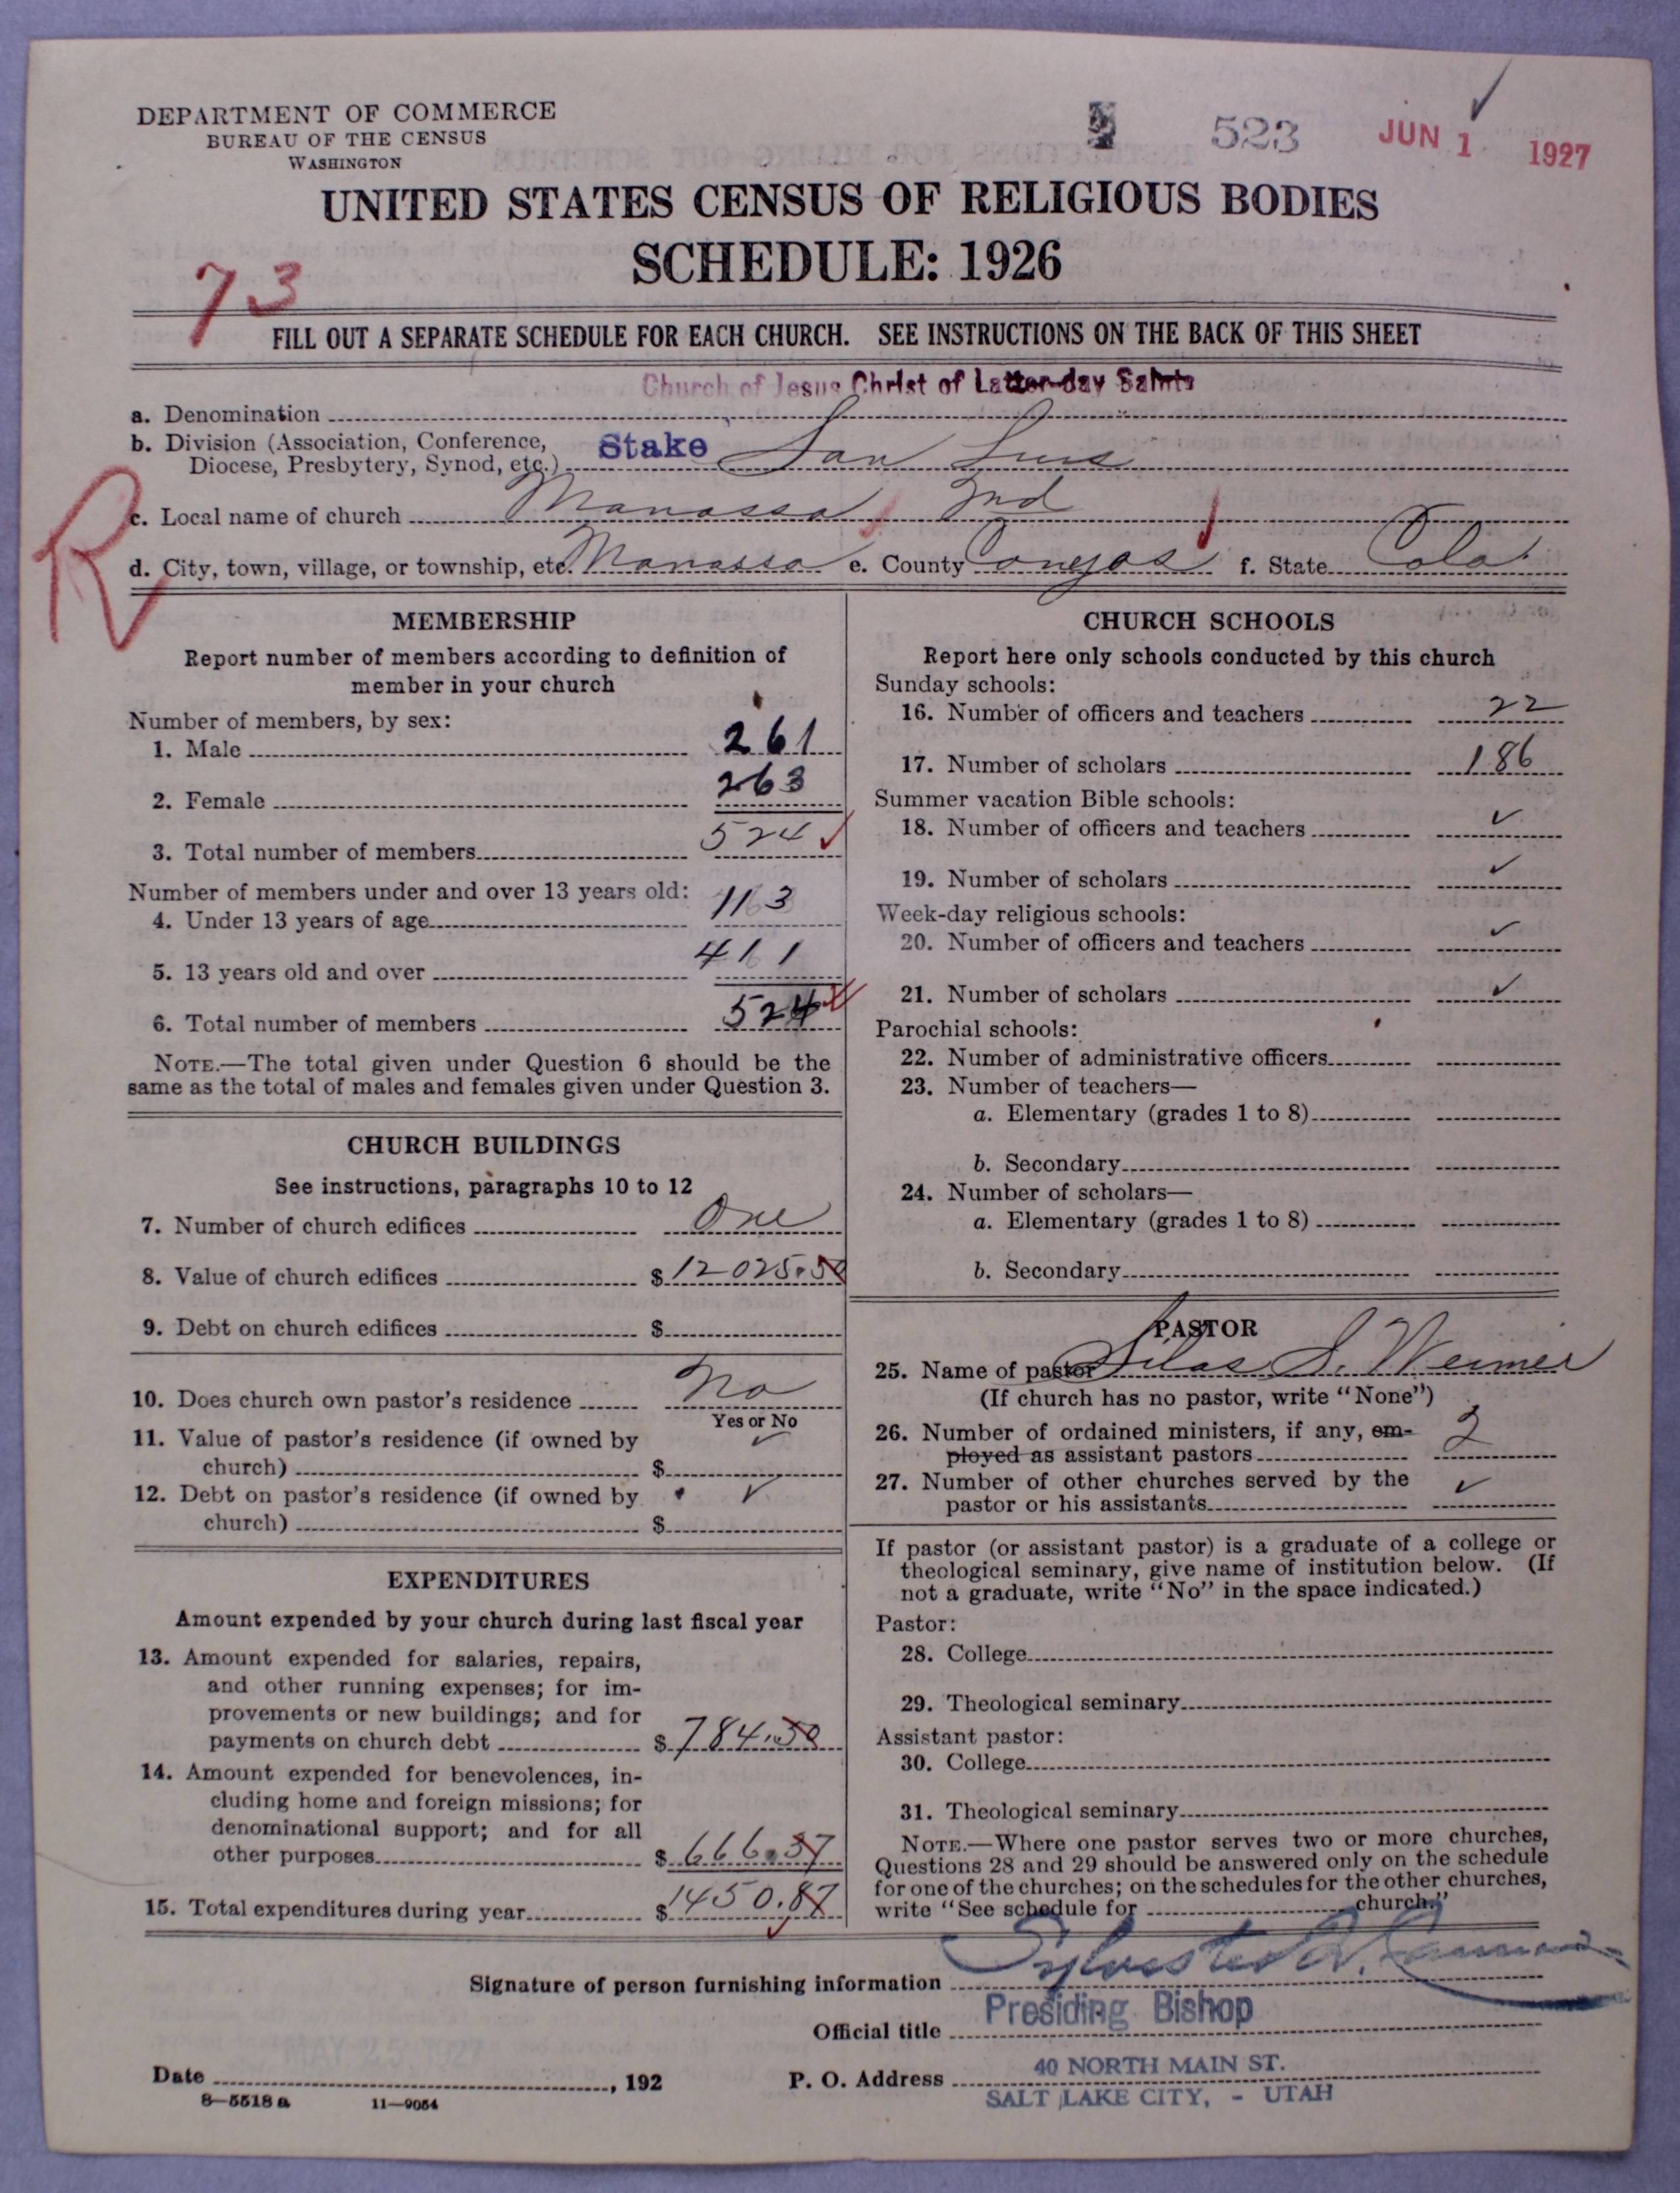 DEPARTMENT OF COMMERCE
BUREAU OF THE CENSUS
WASHINGTON
523
JUN 1 1927
UNITED STATES CENSUS OF RELIGIOUS BODIES
SCHEDULE: 1926
73
FILL OUT A SEPARATE SCHEDULE FOR EACH CHURCH. SEE INSTRUCTIONS ON THE BACK OF THIS SHEET
Church of Jesus Christ of Latter-day Saints
a. Denomination
b. Division (Association, Conference,
Diocese, Presbytery, Synod, etc.) Stake San Luis
R
c. Local name of church Manassa 2nd
d. City, town, village, or township, etc. Manassa e. County Conejos f. State Colo.
MEMBERSHIP
Report number of members according to definition of
member in your church
Number of members, by sex:
1. Male 261
2. Female 263
3. Total number of members 524
Number of members under and over 13 years old:
4. Under 13 years of age 113
5. 13 years old and over 411
6. Total number of members 524
NOTE.—The total given under Question 6 should be the
same as the total of males and females given under Question 3.
CHURCH BUILDINGS
See instructions, paragraphs 10 to 12
7. Number of church edifices One
8. Value of church edifices $ 12025.50
9. Debt on church edifices $
10. Does church own pastor's residence No
Yes or No
11. Value of pastor's residence (if owned by ✓
church) $
12. Debt on pastor's residence (if owned by ✓
church) $
EXPENDITURES
Amount expended by your church during last fiscal year
13. Amount expended for salaries, repairs,
and other running expenses; for im-
provements or new buildings; and for
payments on church debt $ 784.50
14. Amount expended for benevolences, in-
cluding home and foreign missions; for
denominational support; and for all
other purposes $ 666.37
15. Total expenditures during year $ 1450.87
CHURCH SCHOOLS
Report here only schools conducted by this church
Sunday schools:
16. Number of officers and teachers 22
17. Number of scholars 186
Summer vacation Bible schools:
18. Number of officers and teachers ✓
19. Number of scholars ✓
Week-day religious schools:
20. Number of officers and teachers ✓
21. Number of scholars ✓
Parochial schools:
22. Number of administrative officers
23. Number of teachers—
a. Elementary (grades 1 to 8)
b. Secondary
24. Number of scholars—
a. Elementary (grades 1 to 8)
b. Secondary
PASTOR
25. Name of pastor Silas S. Weimer
(If church has no pastor, write "None")
26. Number of ordained ministers, if any, em-
ployed as assistant pastors 2
27. Number of other churches served by the
pastor or his assistants ✓
If pastor (or assistant pastor) is a graduate of a college or
theological seminary, give name of institution below. (If
not a graduate, write "No" in the space indicated.)
Pastor:
28. College
29. Theological seminary
Assistant pastor:
30. College
31. Theological seminary
NOTE.—Where one pastor serves two or more churches,
Questions 28 and 29 should be answered only on the schedule
for one of the churches; on the schedules for the other churches,
write "See schedule for church."
Signature of person furnishing information Sylvester Q. Cannon
Official title Presiding Bishop
MAY 25 1927
Date , 192
P. O. Address 40 NORTH MAIN ST.
SALT LAKE CITY, - UTAH
8—5518 a 11—9054